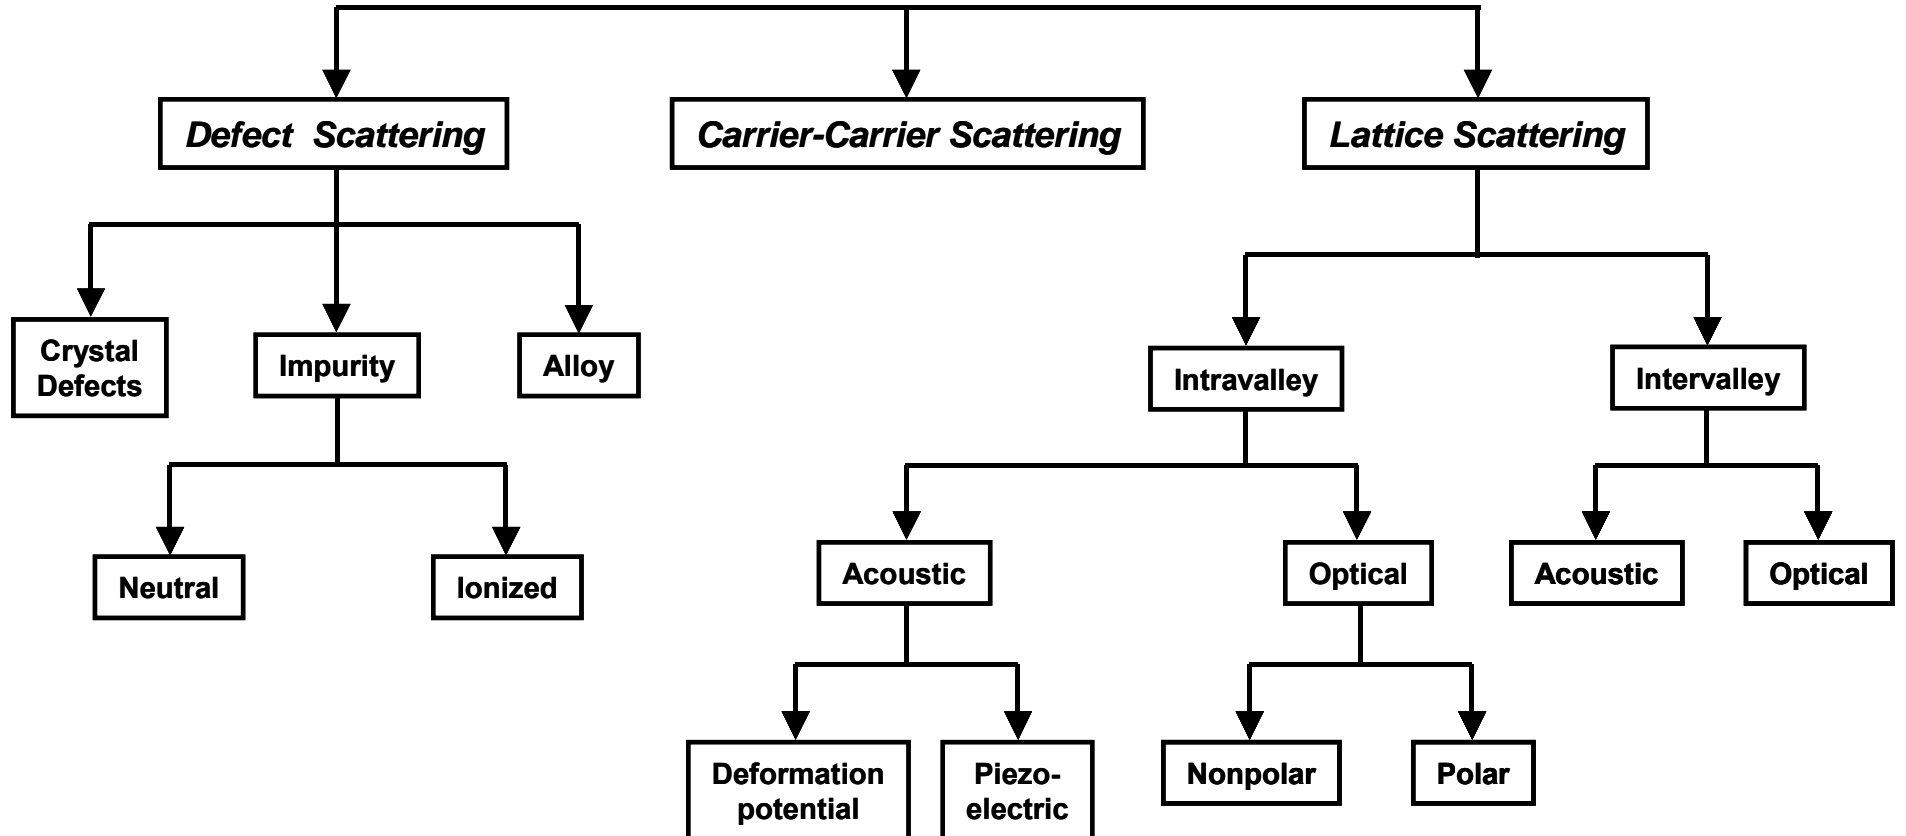 Defect Scattering
Carrier-Carrier Scattering
Lattice Scattering
Crystal
Defects
Impurity
Alloy
Intravalley
Intervalley
Neutral
Ionized
Acoustic
Optical
Acoustic
Optical
Deformation
potential
Piezo-
electric
Nonpolar
Polar